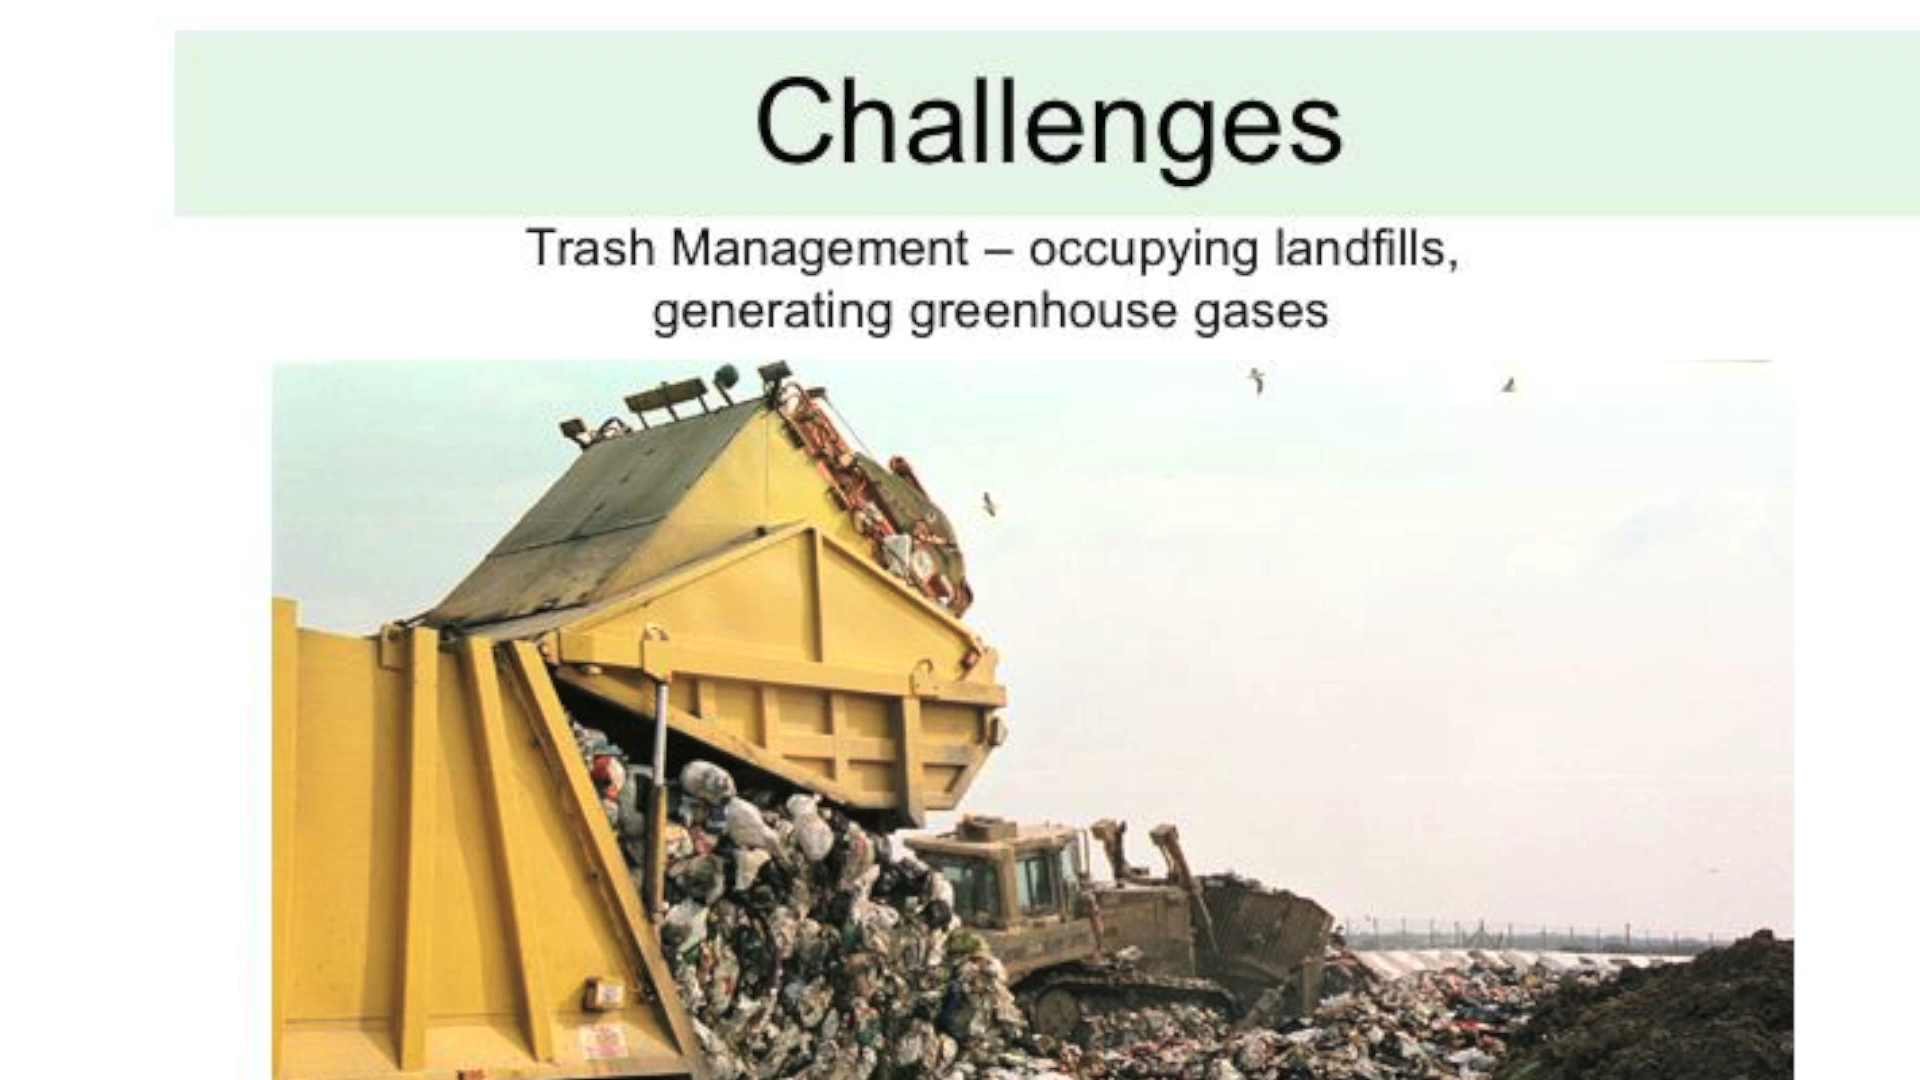 Challenges
Trash Management – occupying landfills,
generating greenhouse gases